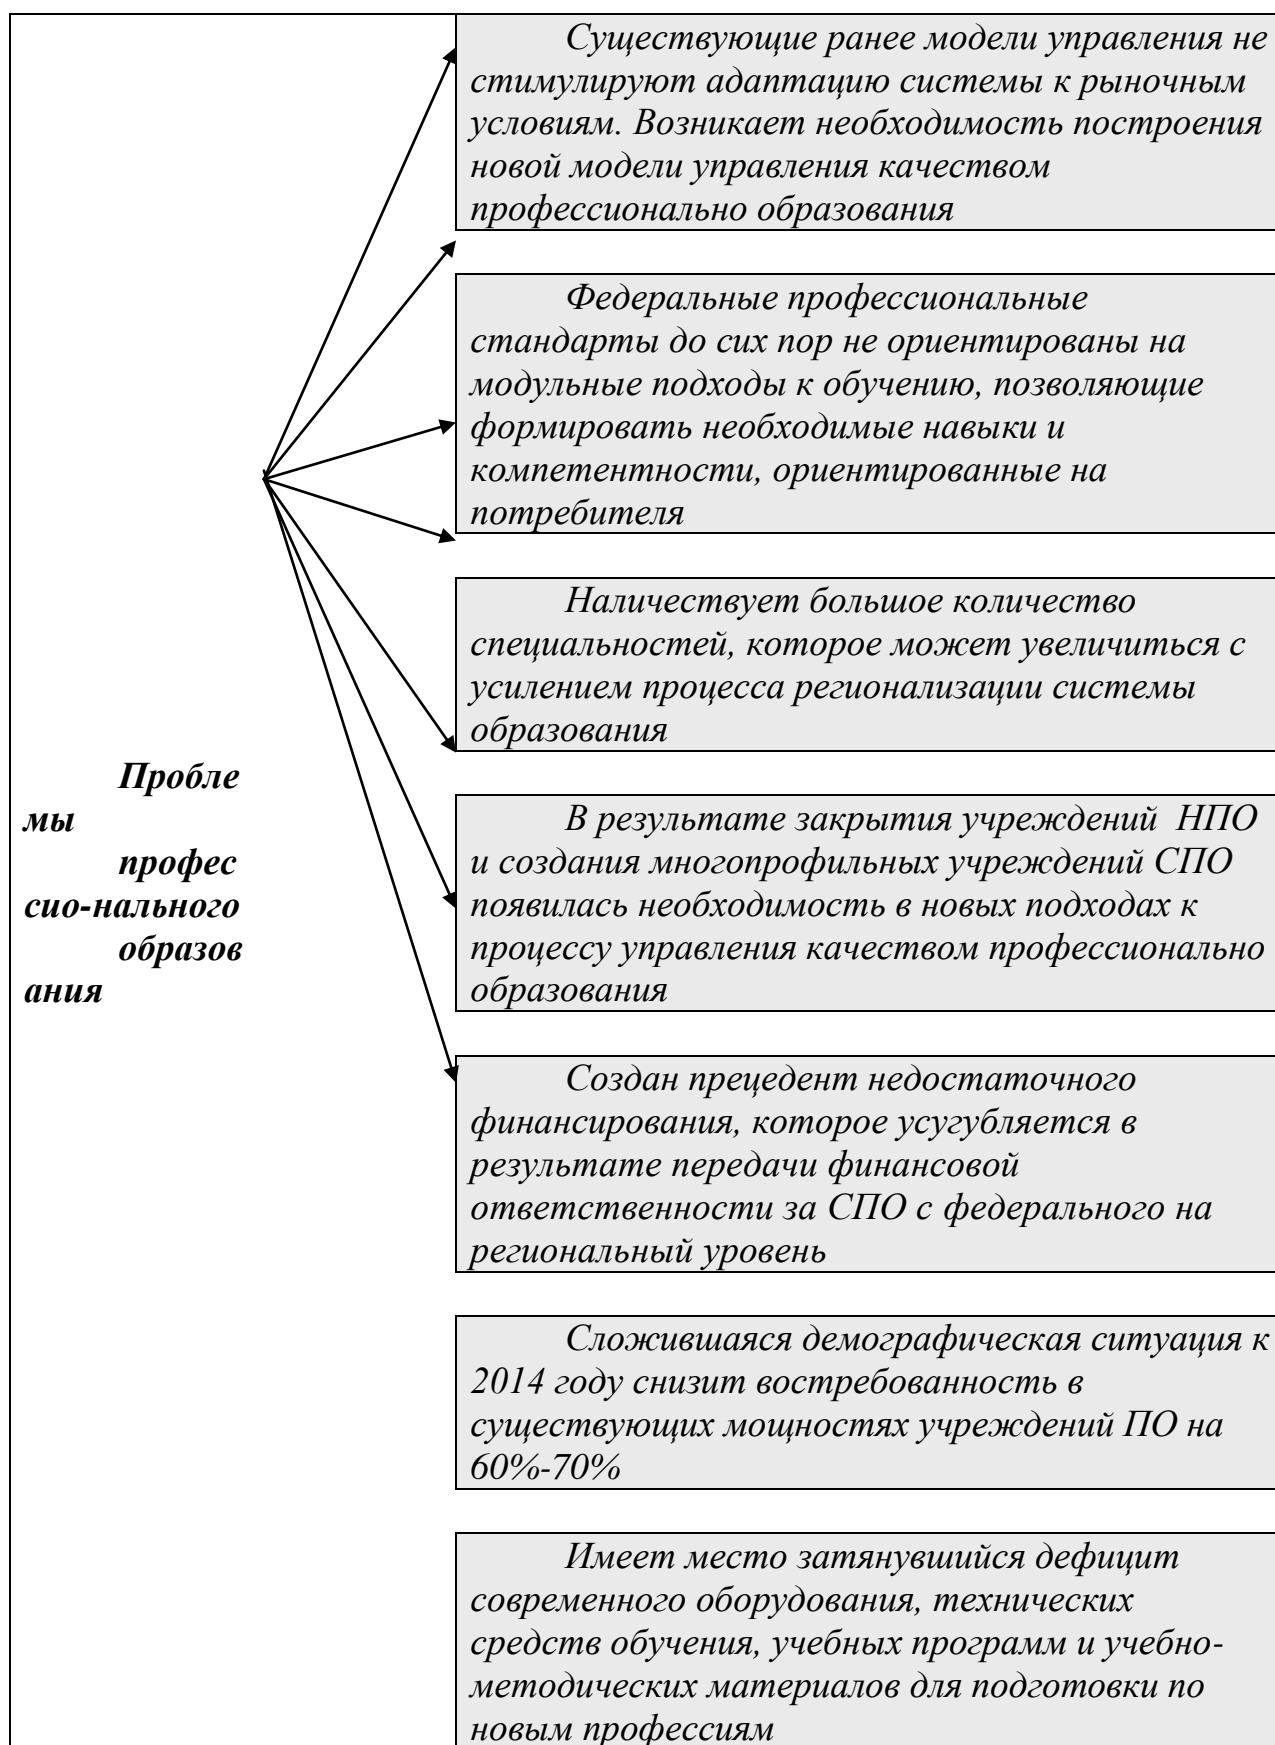 Существующие ранее модели управления не
стимулируют адаптацию системы к рыночным
условиям. Возникает необходимость построения
новой модели управления качеством
профессионально образования
Федеральные профессиональные
стандарты до сих пор не ориентированы на
модульные подходы к обучению, позволяющие
формировать необходимые навыки и
компетентности, ориентированные на
потребителя
Наличествует большое количество
специальностей, которое может увеличиться с
усилением процесса регионализации системы
образования
Пробле
мы
профес
сио-нального
образов
ания
В результате закрытия учреждений НПО
и создания многопрофильных учреждений СПО
появилась необходимость в новых подходах к
процессу управления качеством профессионально
образования
Создан прецедент недостаточного
финансирования, которое усугубляется в
результате передачи финансовой
ответственности за СПО с федерального на
региональный уровень
Сложившаяся демографическая ситуация к
2014 году снизит востребованность в
существующих мощностях учреждений ПО на
60%-70%
Имеет место затянувшийся дефицит
современного оборудования, технических
средств обучения, учебных программ и учебно-
методических материалов для подготовки по
новым профессиям